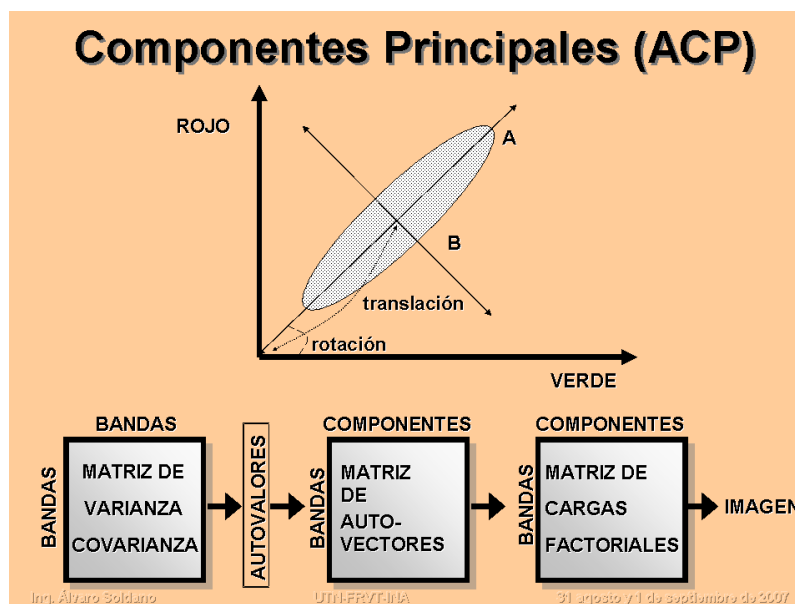 Componentes Principales (ACP)
ROJO
A
B
translación
rotación
VERDE
BANDAS
BANDAS
MATRIZ DE
VARIANZA
COVARIANZA
AUTOVALORES
COMPONENTES
BANDAS
MATRIZ
DE
AUTO-
VECTORES
COMPONENTES
BANDAS
MATRIZ DE
CARGAS
FACTORIALES
IMAGEN
Ing. Álvaro Soldano
UTN-FRVT-INA
31 agosto y 1 de septiembre de 2007